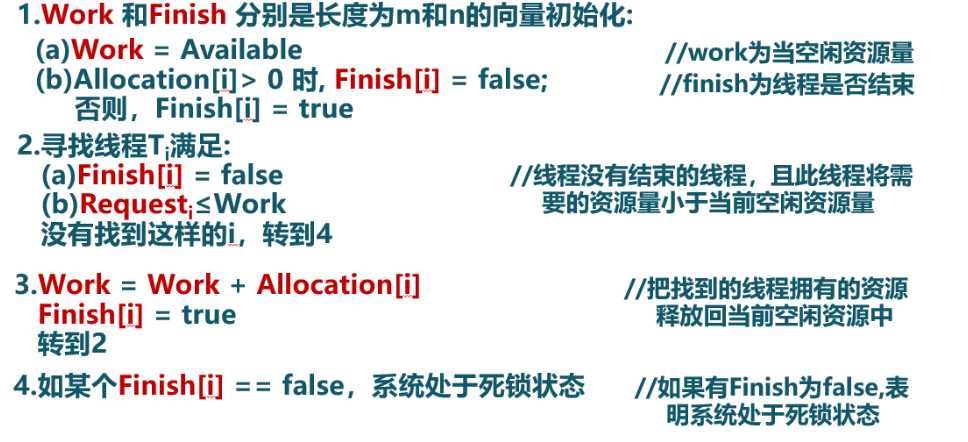 1.Work 和Finish 分别是长度为m和n的向量初始化:
(a)Work = Available //work为当空闲资源量
(b)Allocation[i]> 0 时, Finish[i] = false; //finish为线程是否结束
否则，Finish[i] = true
2.寻找线程Ti满足:
(a)Finish[i] = false //线程没有结束的线程，且此线程将需
(b)Requesti≤Work 要的资源量小于当前空闲资源量
没有找到这样的i，转到4
3.Work = Work + Allocation[i] //把找到的线程拥有的资源
Finish[i] = true 释放回当前空闲资源中
转到2
4.如某个Finish[i] == false，系统处于死锁状态 //如果有Finish为false,表
明系统处于死锁状态